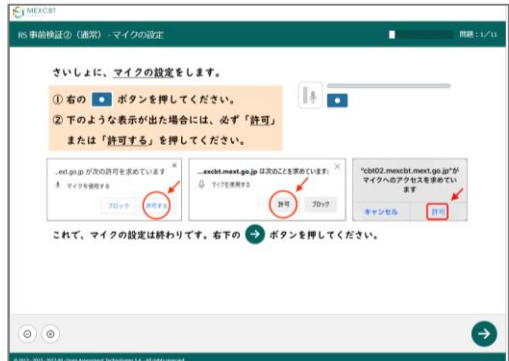 MEXCBT
R5 事前検証②（通常） - マイクの設定
問題：1/11
さいしょに、マイクの設定をします。
① 右の ボタンを押してください。
②下のような表示が出た場合には、必ず「許可」
または「許可する」を押してください。
...ext.go.jp が次の許可を求めています ×
マイクを使用する
ブロック 許可する
...excbt.mext.go.jp は次のことを求めています: ×
マイクを使用する
許可 ブロック
"cbt02.mexcbt.mext.go.jp"が
マイクへのアクセスを求めてい
ます
キャンセル 許可
これで、マイクの設定は終わりです。右下の ボタンを押してください。